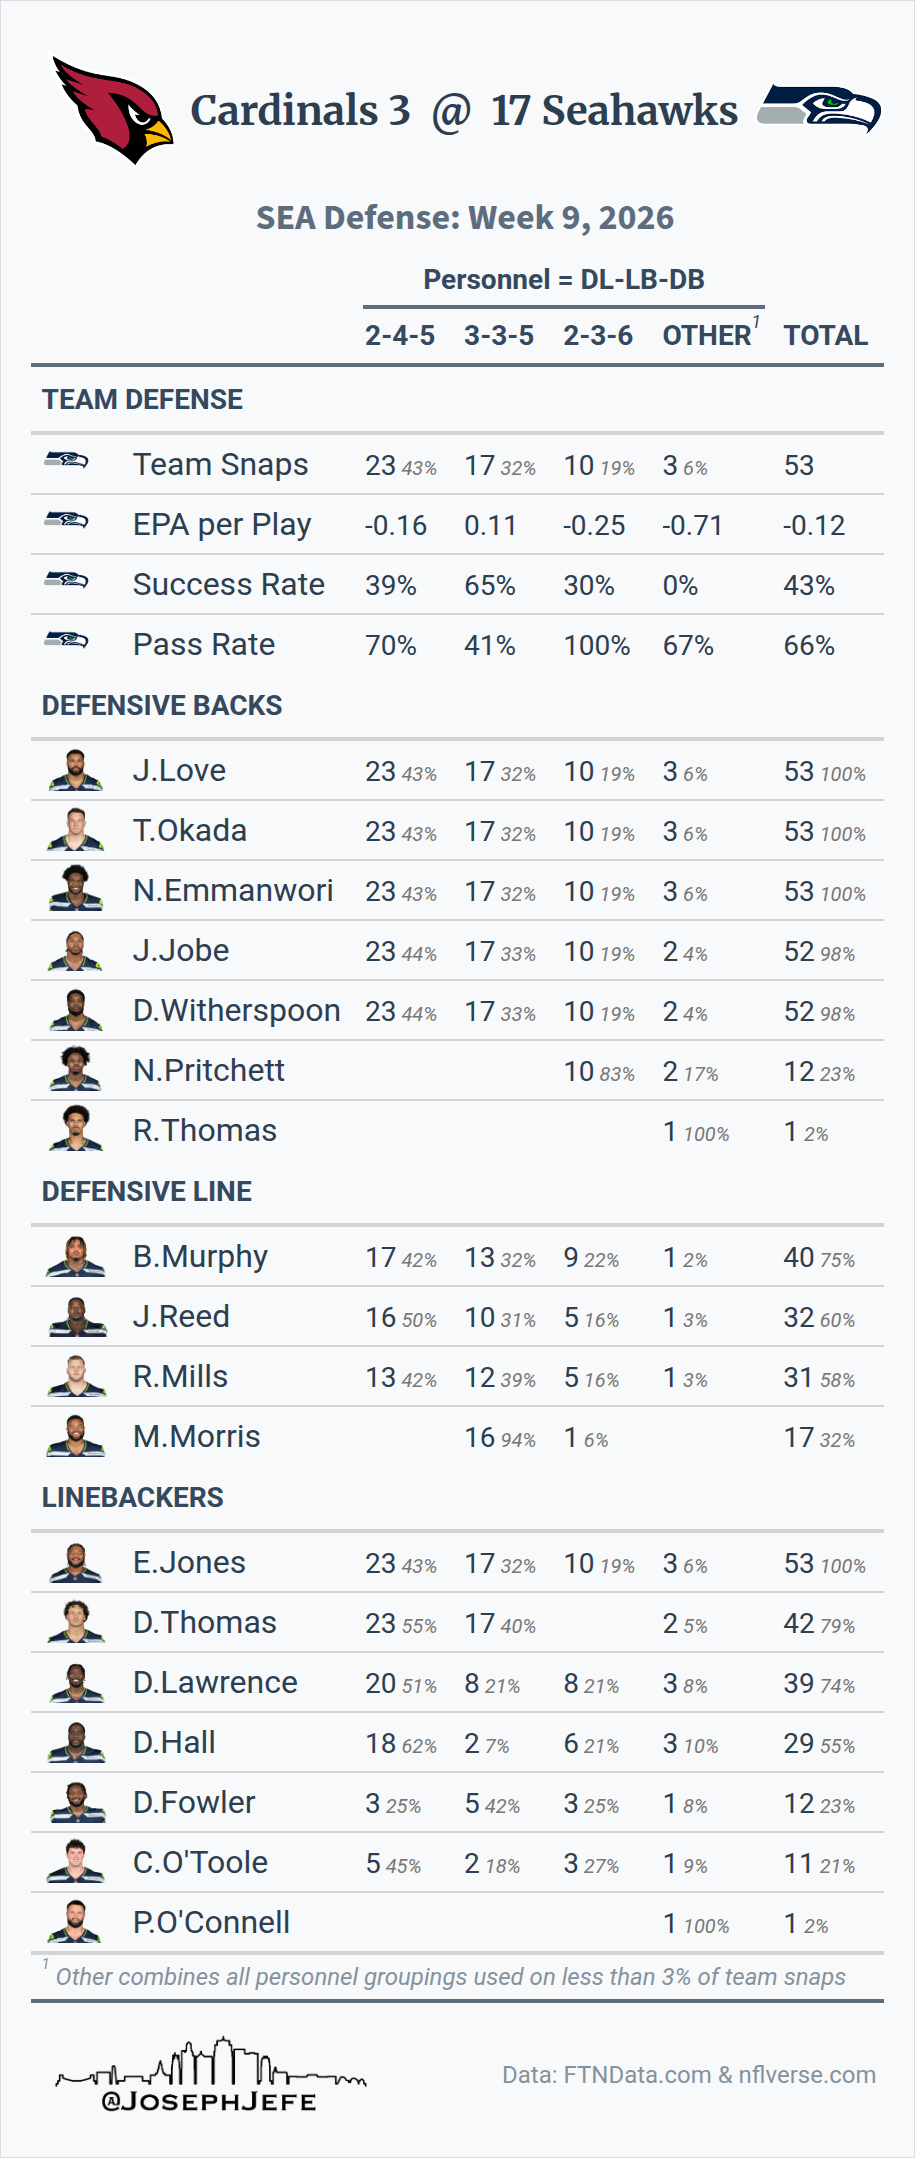 Cardinals 3 @ 17 Seahawks
SEA Defense: Week 9, 2026
Personnel = DL-LB-DB
2-4-5 3-3-5 2-3-6 OTHER1 TOTAL
TEAM DEFENSE
Team Snaps 23 43% 17 32% 10 19% 3 6% 53
EPA per Play -0.16 0.11 -0.25 -0.71 -0.12
Success Rate 39% 65% 30% 0% 43%
Pass Rate 70% 41% 100% 67% 66%
DEFENSIVE BACKS
J.Love 23 43% 17 32% 10 19% 3 6% 53 100%
T.Okada 23 43% 17 32% 10 19% 3 6% 53 100%
N.Emmanwori 23 43% 17 32% 10 19% 3 6% 53 100%
J.Jobe 23 44% 17 33% 10 19% 2 4% 52 98%
D.Witherspoon 23 44% 17 33% 10 19% 2 4% 52 98%
N.Pritchett 10 83% 2 17% 12 23%
R.Thomas 1 100% 1 2%
DEFENSIVE LINE
B.Murphy 17 42% 13 32% 9 22% 1 2% 40 75%
J.Reed 16 50% 10 31% 5 16% 1 3% 32 60%
R.Mills 13 42% 12 39% 5 16% 1 3% 31 58%
M.Morris 16 94% 1 6% 17 32%
LINEBACKERS
E.Jones 23 43% 17 32% 10 19% 3 6% 53 100%
D.Thomas 23 55% 17 40% 2 5% 42 79%
D.Lawrence 20 51% 8 21% 8 21% 3 8% 39 74%
D.Hall 18 62% 2 7% 6 21% 3 10% 29 55%
D.Fowler 3 25% 5 42% 3 25% 1 8% 12 23%
C.O'Toole 5 45% 2 18% 3 27% 1 9% 11 21%
P.O'Connell 1 100% 1 2%
1 Other combines all personnel groupings used on less than 3% of team snaps
@JOSEPHJEFE
Data: FTNData.com & nflverse.com